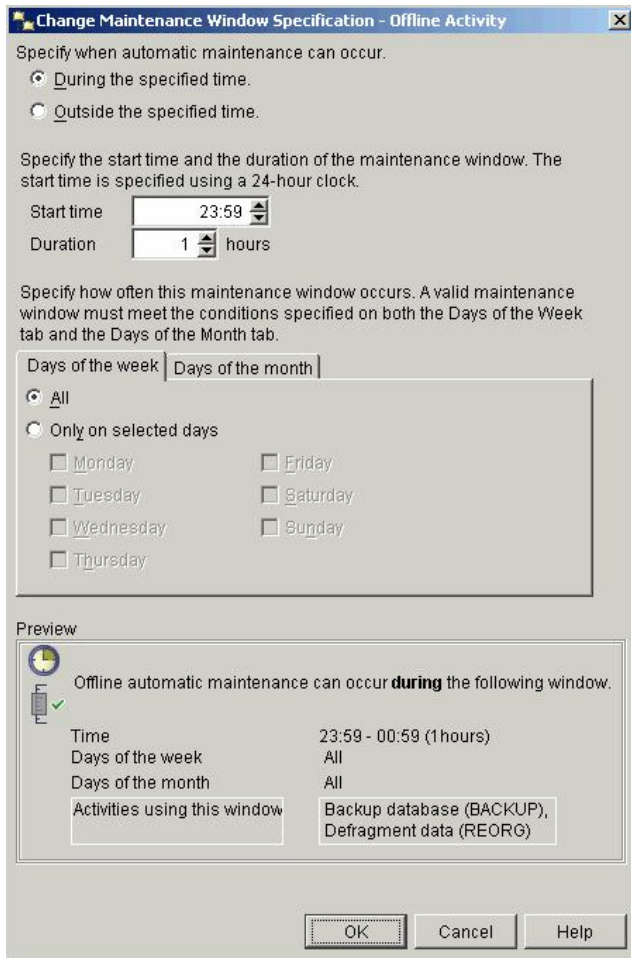 Change Maintenance Window Specification - Offline Activity
Specify when automatic maintenance can occur.
During the specified time.
Outside the specified time.
Specify the start time and the duration of the maintenance window. The
start time is specified using a 24-hour clock.
Start time 23:59
Duration 1 hours
Specify how often this maintenance window occurs. A valid maintenance
window must meet the conditions specified on both the Days of the Week
tab and the Days of the Month tab.
Days of the week Days of the month
All
Only on selected days
Monday Friday
Tuesday Saturday
Wednesday Sunday
Thursday
Preview
Offline automatic maintenance can occur during the following window.
Time 23:59 - 00:59 (1hours)
Days of the week All
Days of the month All
Activities using this window Backup database (BACKUP),
Defragment data (REORG)
OK Cancel Help